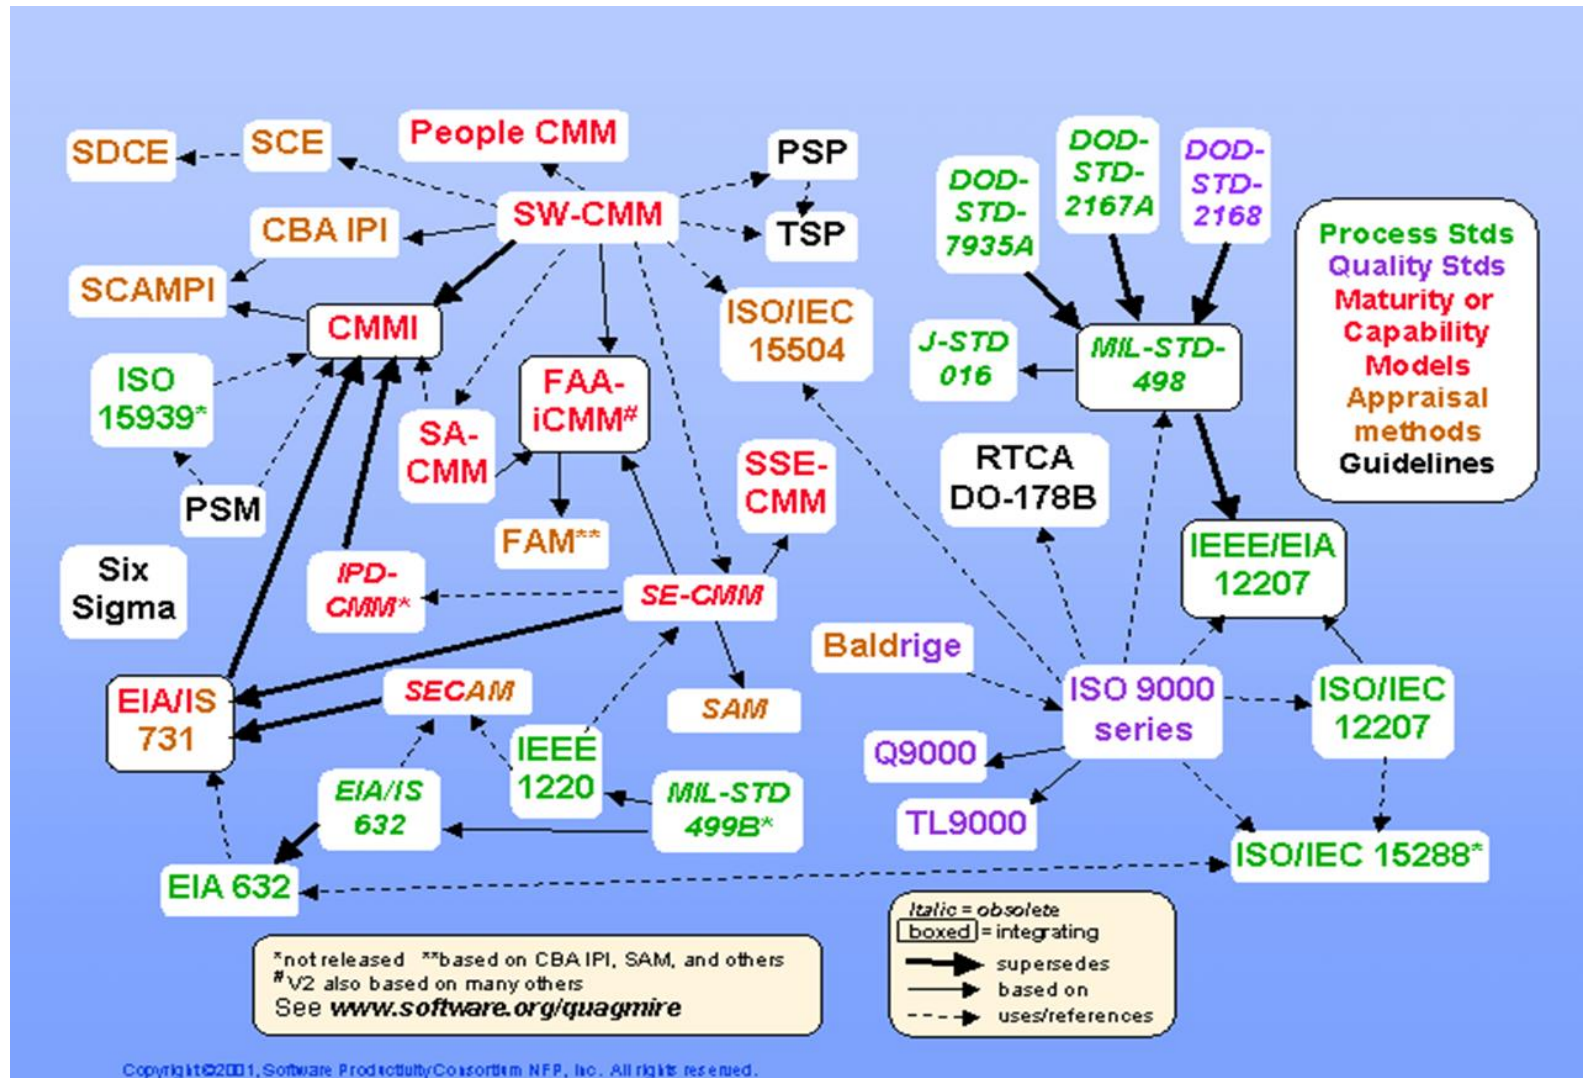 People CMM
SDCE
SCE
PSP
SW-CMM
TSP
CBA IPI
SCAMPI
CMMI
ISO/IEC
15504
DOD-
STD-
7935A
DOD-
STD-
2167A
DOD-
STD-
2168
Process Stds
Quality Stds
Maturity or
Capability
Models
Appraisal
methods
Guidelines
J-STD
016
MIL-STD-
498
ISO
15939*
FAA-
iCMM#
SA-
CMM
SSE-
CMM
RTCA
DO-178B
PSM
FAM**
IEEE/EIA
12207
Six
Sigma
IPD-
CMM*
SE-CMM
Baldrige
EIA/IS
731
SECAM
SAM
ISO 9000
series
ISO/IEC
12207
IEEE
1220
Q9000
EIA/IS
632
MIL-STD
499B*
TL9000
EIA 632
ISO/IEC 15288*
*not released **based on CBA IPI, SAM, and others
#V2 also based on many others
See www.software.org/quagmire
Italic = obsolete
boxed = integrating
supersedes
based on
uses/references
Copyright©2001, Software Productivity Consortium NFP, Inc. All rights reserved.